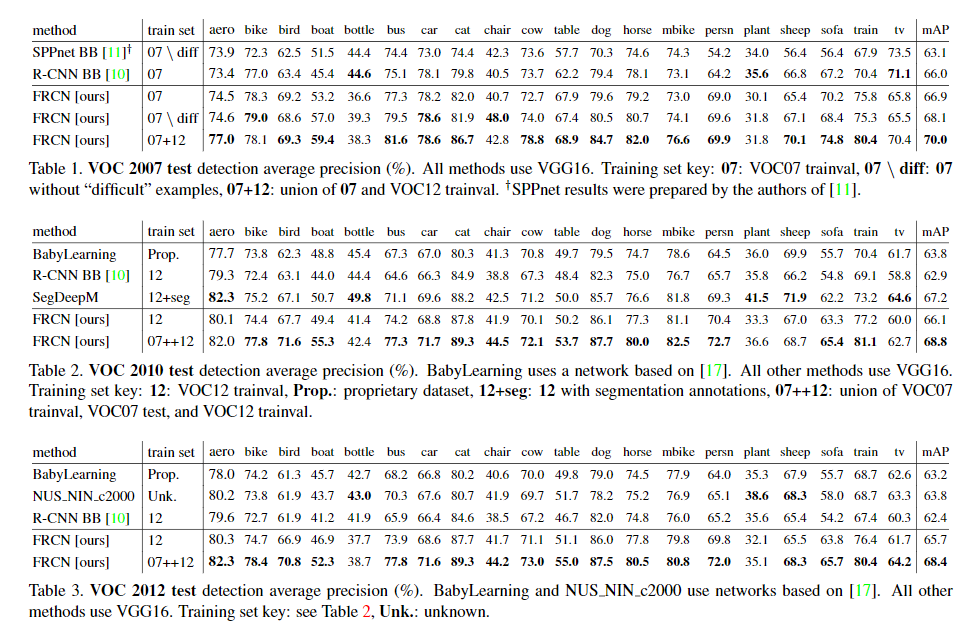 method train set aero bike bird boat bottle bus car cat chair cow table dog horse mbike persn plant sheep sofa train tv mAP
SPPnet BB [11]† 07 \ diff 73.9 72.3 62.5 51.5 44.4 74.4 73.0 74.4 42.3 73.6 57.7 70.3 74.6 74.3 54.2 34.0 56.4 56.4 67.9 73.5 63.1
R-CNN BB [10] 07 73.4 77.0 63.4 45.4 44.6 75.1 78.1 79.8 40.5 73.7 62.2 79.4 78.1 73.1 64.2 35.6 66.8 67.2 70.4 71.1 66.0
FRCN [ours] 07 74.5 78.3 69.2 53.2 36.6 77.3 78.2 82.0 40.7 72.7 67.9 79.6 79.2 73.0 69.0 30.1 65.4 70.2 75.8 65.8 66.9
FRCN [ours] 07 \ diff 74.6 79.0 68.6 57.0 39.3 79.5 78.6 81.9 48.0 74.0 67.4 80.5 80.7 74.1 69.6 31.8 67.1 68.4 75.3 65.5 68.1
FRCN [ours] 07+12 77.0 78.1 69.3 59.4 38.3 81.6 78.6 86.7 42.8 78.8 68.9 84.7 82.0 76.6 69.9 31.8 70.1 74.8 80.4 70.4 70.0
Table 1. VOC 2007 test detection average precision (%). All methods use VGG16. Training set key: 07: VOC07 trainval, 07 \ diff: 07
without “difficult” examples, 07+12: union of 07 and VOC12 trainval. †SPPnet results were prepared by the authors of [11].
method train set aero bike bird boat bottle bus car cat chair cow table dog horse mbike persn plant sheep sofa train tv mAP
BabyLearning Prop. 77.7 73.8 62.3 48.8 45.4 67.3 67.0 80.3 41.3 70.8 49.7 79.5 74.7 78.6 64.5 36.0 69.9 55.7 70.4 61.7 63.8
R-CNN BB [10] 12 79.3 72.4 63.1 44.0 44.4 64.6 66.3 84.9 38.8 67.3 48.4 82.3 75.0 76.7 65.7 35.8 66.2 54.8 69.1 58.8 62.9
SegDeepM 12+seg 82.3 75.2 67.1 50.7 49.8 71.1 69.6 88.2 42.5 71.2 50.0 85.7 76.6 81.8 69.3 41.5 71.9 62.2 73.2 64.6 67.2
FRCN [ours] 12 80.1 74.4 67.7 49.4 41.4 74.2 68.8 87.8 41.9 70.1 50.2 86.1 77.3 81.1 70.4 33.3 67.0 63.3 77.2 60.0 66.1
FRCN [ours] 07++12 82.0 77.8 71.6 55.3 42.4 77.3 71.7 89.3 44.5 72.1 53.7 87.7 80.0 82.5 72.7 36.6 68.7 65.4 81.1 62.7 68.8
Table 2. VOC 2010 test detection average precision (%). BabyLearning uses a network based on [17]. All other methods use VGG16.
Training set key: 12: VOC12 trainval, Prop.: proprietary dataset, 12+seg: 12 with segmentation annotations, 07++12: union of VOC07
trainval, VOC07 test, and VOC12 trainval.
method train set aero bike bird boat bottle bus car cat chair cow table dog horse mbike persn plant sheep sofa train tv mAP
BabyLearning Prop. 78.0 74.2 61.3 45.7 42.7 68.2 66.8 80.2 40.6 70.0 49.8 79.0 74.5 77.9 64.0 35.3 67.9 55.7 68.7 62.6 63.2
NUS_NIN_c2000 Unk. 80.2 73.8 61.9 43.7 43.0 70.3 67.6 80.7 41.9 69.7 51.7 78.2 75.2 76.9 65.1 38.6 68.3 58.0 68.7 63.3 63.8
R-CNN BB [10] 12 79.6 72.7 61.9 41.2 41.9 65.9 66.4 84.6 38.5 67.2 46.7 82.0 74.8 76.0 65.2 35.6 65.4 54.2 67.4 60.3 62.4
FRCN [ours] 12 80.3 74.7 66.9 46.9 37.7 73.9 68.6 87.7 41.7 71.1 51.1 86.0 77.8 79.8 69.8 32.1 65.5 63.8 76.4 61.7 65.7
FRCN [ours] 07++12 82.3 78.4 70.8 52.3 38.7 77.8 71.6 89.3 44.2 73.0 55.0 87.5 80.5 80.8 72.0 35.1 68.3 65.7 80.4 64.2 68.4
Table 3. VOC 2012 test detection average precision (%). BabyLearning and NUS_NIN_c2000 use networks based on [17]. All other
methods use VGG16. Training set key: see Table 2, Unk.: unknown.